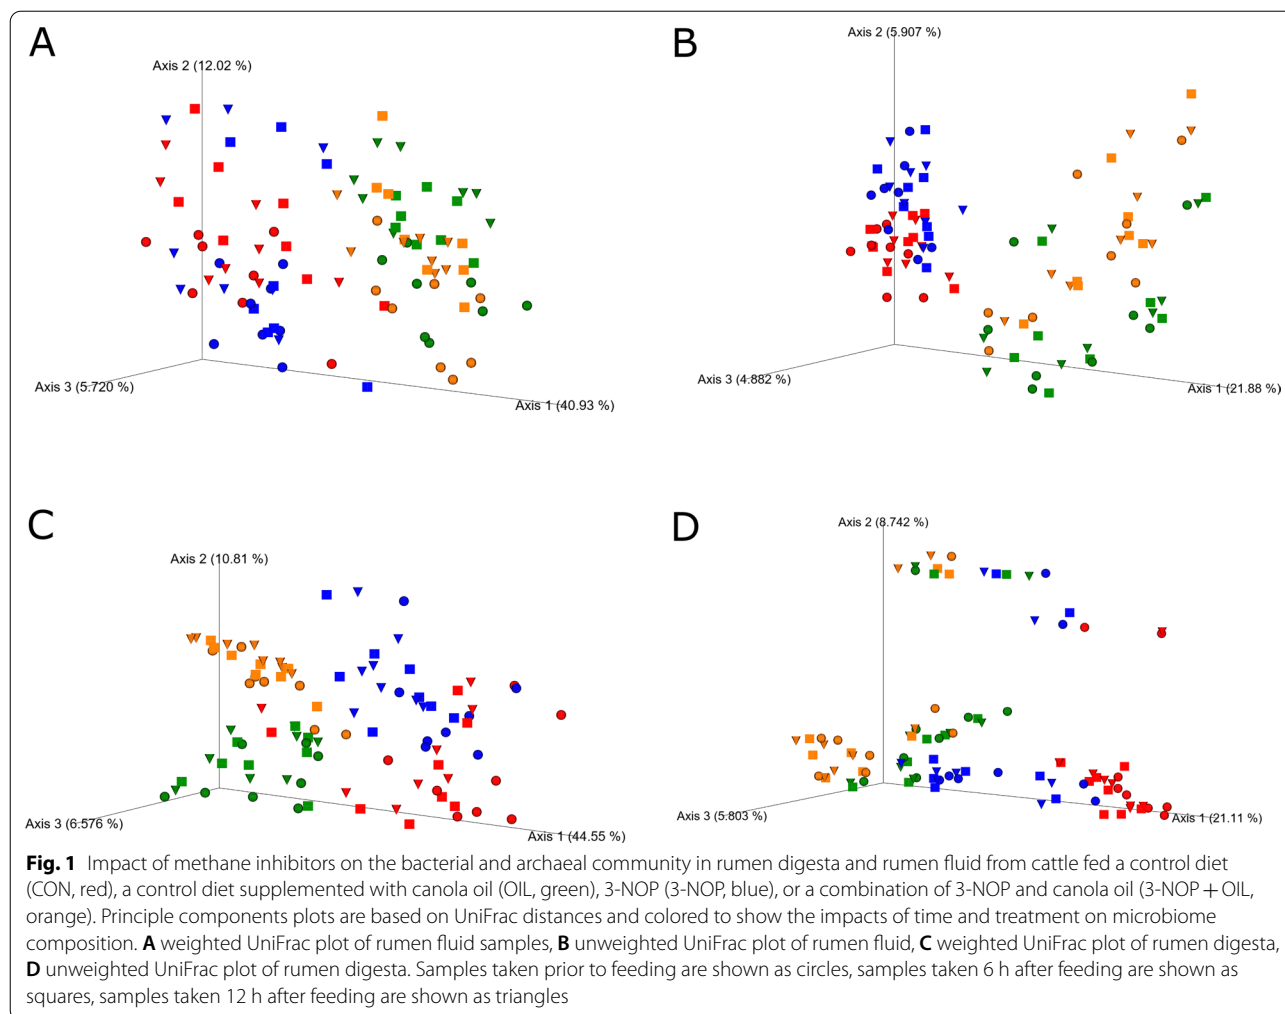 A
Axis 2 (12.02 %)
Axis 3 (5.720 %)
Axis 1 (40.93 %)
B
Axis 2 (5.907 %)
Axis 3 (4.882 %)
Axis 1 (21.88 %)
C
Axis 2 (10.81 %)
Axis 3 (6.576 %)
Axis 1 (44.55 %)
D
Axis 2 (8.742 %)
Axis 3 (5.803 %)
Axis 1 (21.11 %)
Fig. 1 Impact of methane inhibitors on the bacterial and archaeal community in rumen digesta and rumen fluid from cattle fed a control diet
(CON, red), a control diet supplemented with canola oil (OIL, green), 3-NOP (3-NOP, blue), or a combination of 3-NOP and canola oil (3-NOP + OIL,
orange). Principle components plots are based on UniFrac distances and colored to show the impacts of time and treatment on microbiome
composition. A weighted UniFrac plot of rumen fluid samples, B unweighted UniFrac plot of rumen fluid, C weighted UniFrac plot of rumen digesta,
D unweighted UniFrac plot of rumen digesta. Samples taken prior to feeding are shown as circles, samples taken 6 h after feeding are shown as
squares, samples taken 12 h after feeding are shown as triangles